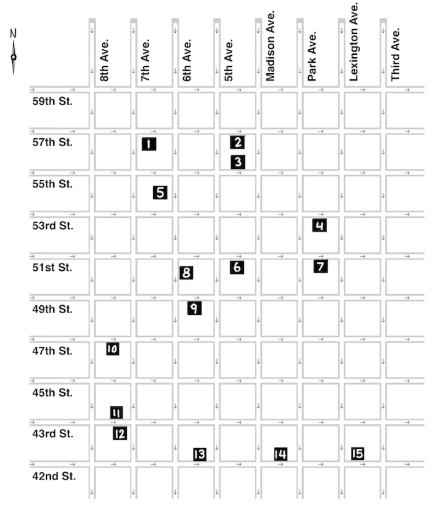 N
8th Ave.
7th Ave.
6th Ave.
5th Ave.
Madison Ave.
Park Ave.
Lexington Ave.
Third Ave.
59th St.
57th St.
1
2
3
55th St.
5
53rd St.
4
51st St.
8
6
7
49th St.
9
47th St.
10
45th St.
11
43rd St.
12
13
14
15
42nd St.